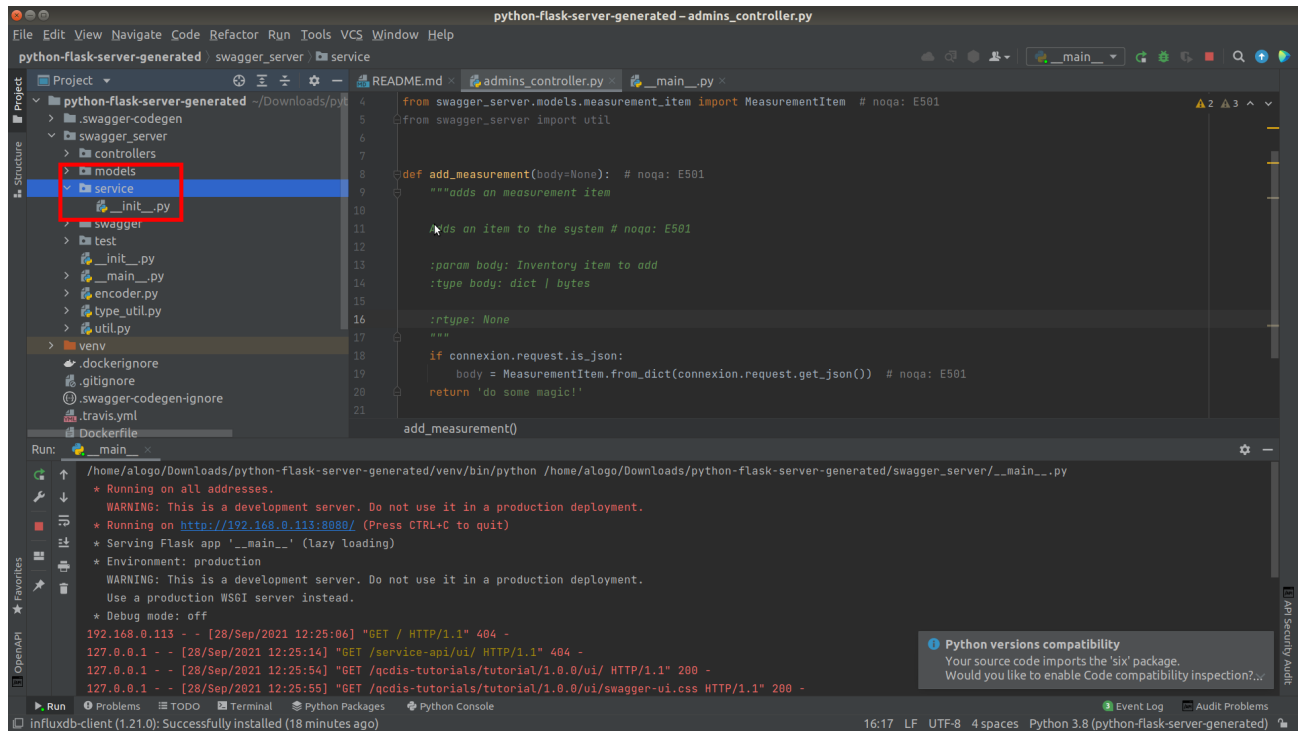 python-flask-server-generated – admins_controller.py
File Edit View Navigate Code Refactor Run Tools VCS Window Help
python-flask-server-generated swagger_server service
__main__
Project
README.md
admins_controller.py
__main__.py
Project
Structure
Favorites
OpenAPI
python-flask-server-generated ~/Downloads/pyt
.swagger-codegen
swagger_server
controllers
models
service
__init__.py
swagger
test
__init__.py
__main__.py
encoder.py
type_util.py
util.py
venv
.dockerignore
.gitignore
.swagger-codegen-ignore
.travis.yml
Dockerfile
2 3
4 from swagger_server.models.measurement_item import MeasurementItem # noqa: E501
5 from swagger_server import util
6
7
8 def add_measurement(body=None): # noqa: E501
9 """adds an measurement item
10
11 Adds an item to the system # noqa: E501
12
13 :param body: Inventory item to add
14 :type body: dict | bytes
15
16 :rtype: None
17 """
18 if connexion.request.is_json:
19 body = MeasurementItem.from_dict(connexion.request.get_json()) # noqa: E501
20 return 'do some magic!'
21
add_measurement()
Run: __main__
/home/alogo/Downloads/python-flask-server-generated/venv/bin/python /home/alogo/Downloads/python-flask-server-generated/swagger_server/__main__.py
* Running on all addresses.
WARNING: This is a development server. Do not use it in a production deployment.
* Running on http://192.168.0.113:8080/ (Press CTRL+C to quit)
* Serving Flask app '__main__' (lazy loading)
* Environment: production
WARNING: This is a development server. Do not use it in a production deployment.
Use a production WSGI server instead.
* Debug mode: off
192.168.0.113 - - [28/Sep/2021 12:25:06] "GET / HTTP/1.1" 404 -
127.0.0.1 - - [28/Sep/2021 12:25:14] "GET /service-api/ui/ HTTP/1.1" 404 -
127.0.0.1 - - [28/Sep/2021 12:25:54] "GET /qcdis-tutorials/tutorial/1.0.0/ui/ HTTP/1.1" 200 -
127.0.0.1 - - [28/Sep/2021 12:25:55] "GET /qcdis-tutorials/tutorial/1.0.0/ui/swagger-ui.css HTTP/1.1" 200 -
Python versions compatibility
Your source code imports the 'six' package.
Would you like to enable Code compatibility inspection?...
API Security Audit
Run Problems TODO Terminal Python Packages Python Console
3 Event Log Audit Problems
influxdb-client (1.21.0): Successfully installed (18 minutes ago)
16:17 LF UTF-8 4 spaces Python 3.8 (python-flask-server-generated)